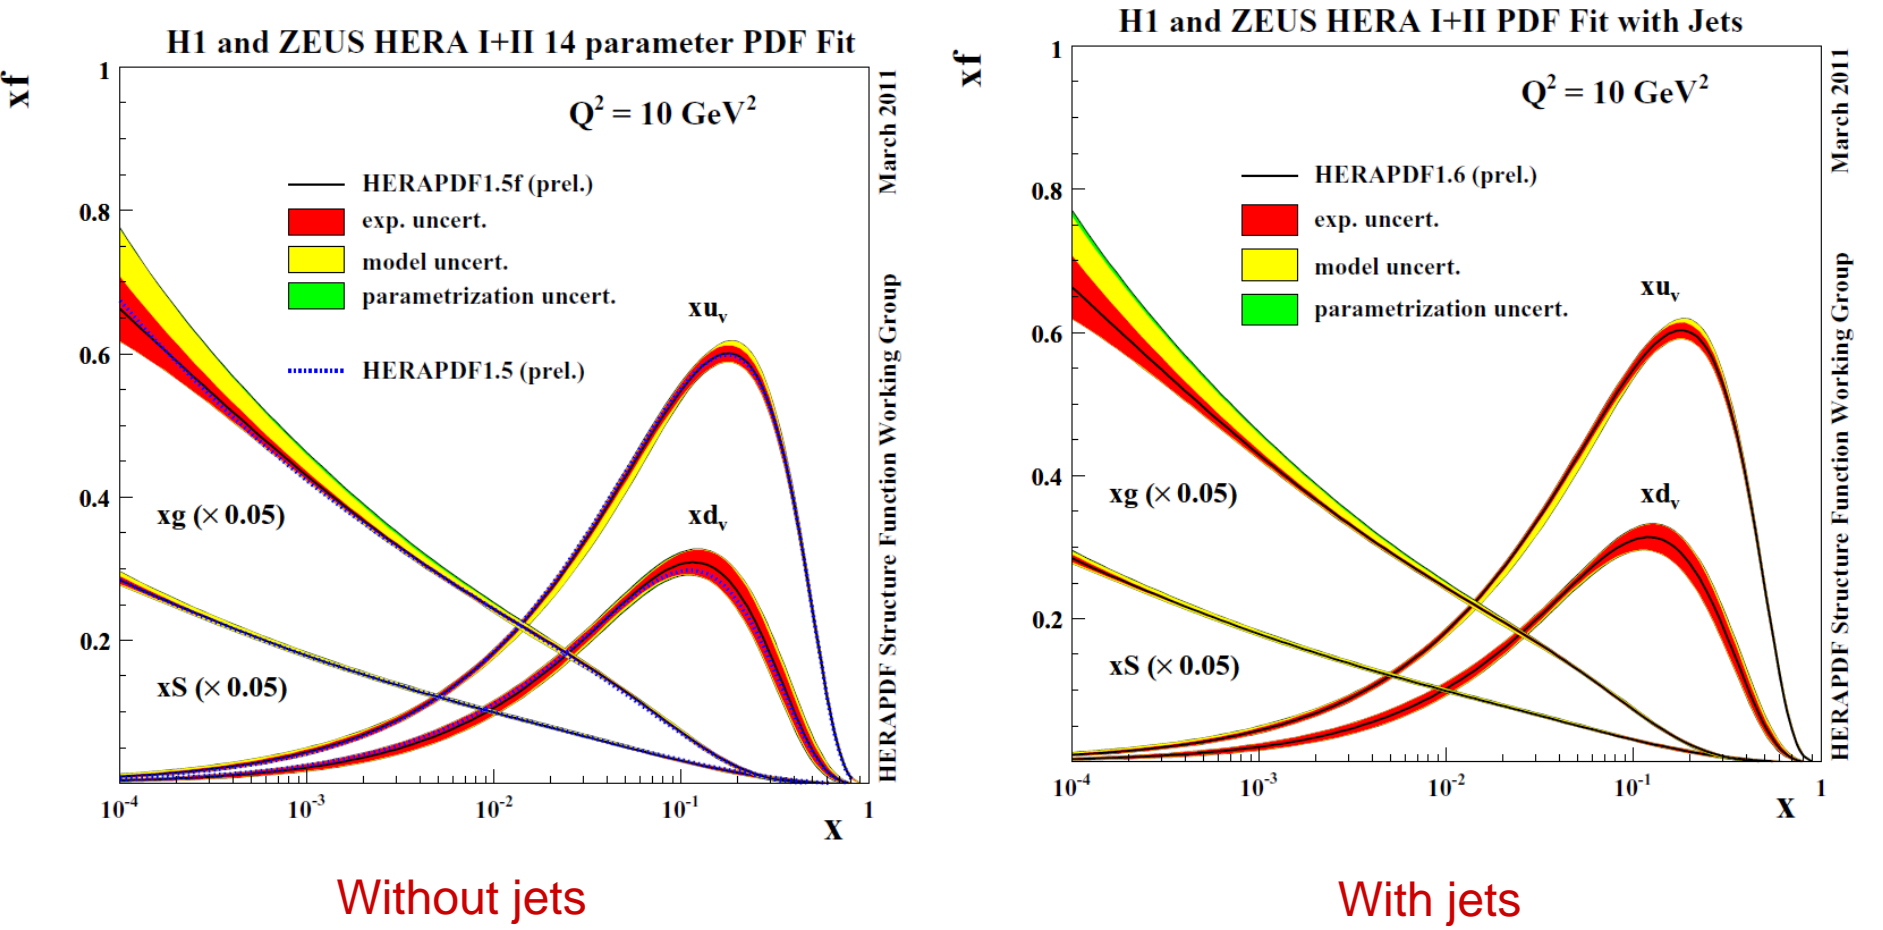 H1 and ZEUS HERA I+II 14 parameter PDF Fit
xf
1
0.8
0.6
0.4
0.2
Q² = 10 GeV²
HERAPDF1.5f (prel.)
exp. uncert.
model uncert.
parametrization uncert.
HERAPDF1.5 (prel.)
xuᵥ
xdᵥ
xg (× 0.05)
xS (× 0.05)
10⁻⁴ 10⁻³ 10⁻² 10⁻¹ 1
x
March 2011
HERAPDF Structure Function Working Group
Without jets
H1 and ZEUS HERA I+II PDF Fit with Jets
xf
1
0.8
0.6
0.4
0.2
Q² = 10 GeV²
HERAPDF1.6 (prel.)
exp. uncert.
model uncert.
parametrization uncert.
xuᵥ
xdᵥ
xg (× 0.05)
xS (× 0.05)
10⁻⁴ 10⁻³ 10⁻² 10⁻¹ 1
x
March 2011
HERAPDF Structure Function Working Group
With jets